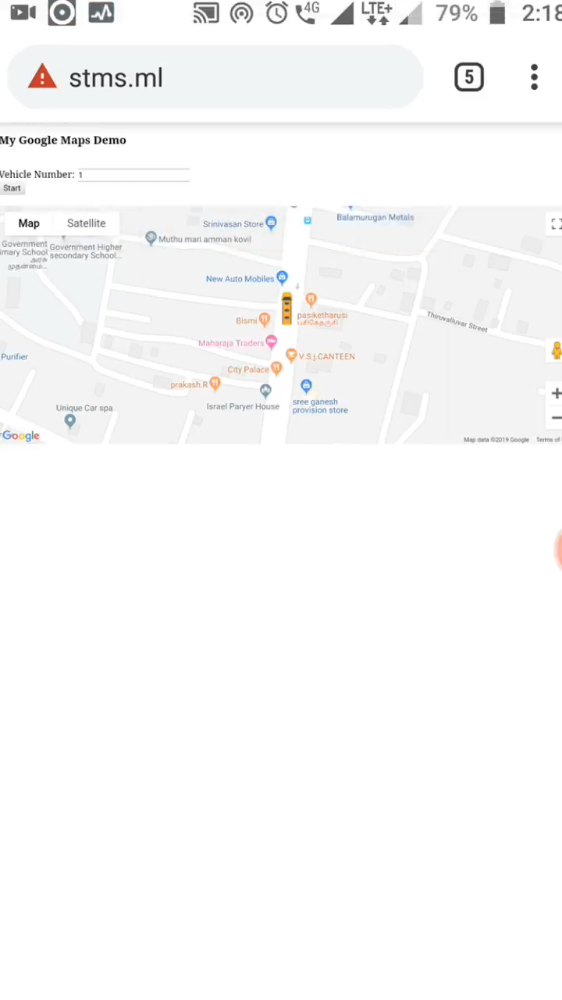 4G LTE+ 79% 2:18
stms.ml
5
My Google Maps Demo
Vehicle Number: 1
Start
Map Satellite
Srinivasan Store
Balamurugan Metals
Muthu mari amman kovil
Government
imary School
அரசு
Government Higher
secondary School...
New Auto Mobiles
Bismi
pasiketharusi
பசிகேதருசி
Thiruvalluvar Street
Maharaja Traders
V.S.j.CANTEEN
Purifier
City Palace
prakash.R
Israel Paryer House
sree ganesh
provision store
Unique Car spa
Google
Map data ©2019 Google Terms of